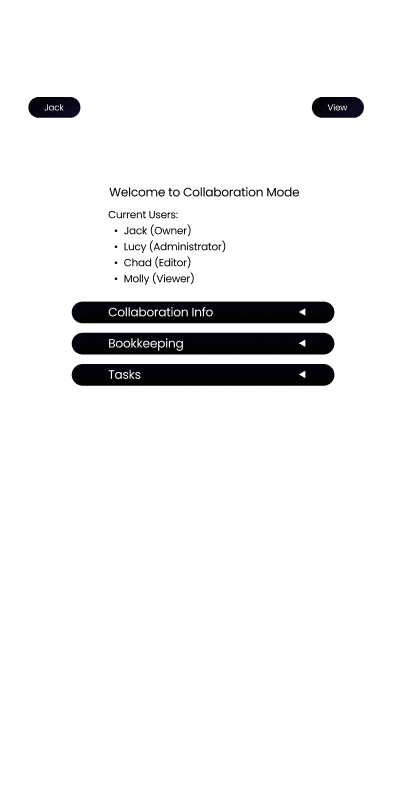 Jack
View
Welcome to Collaboration Mode
Current Users:
• Jack (Owner)
• Lucy (Administrator)
• Chad (Editor)
• Molly (Viewer)
Collaboration Info
Bookkeeping
Tasks